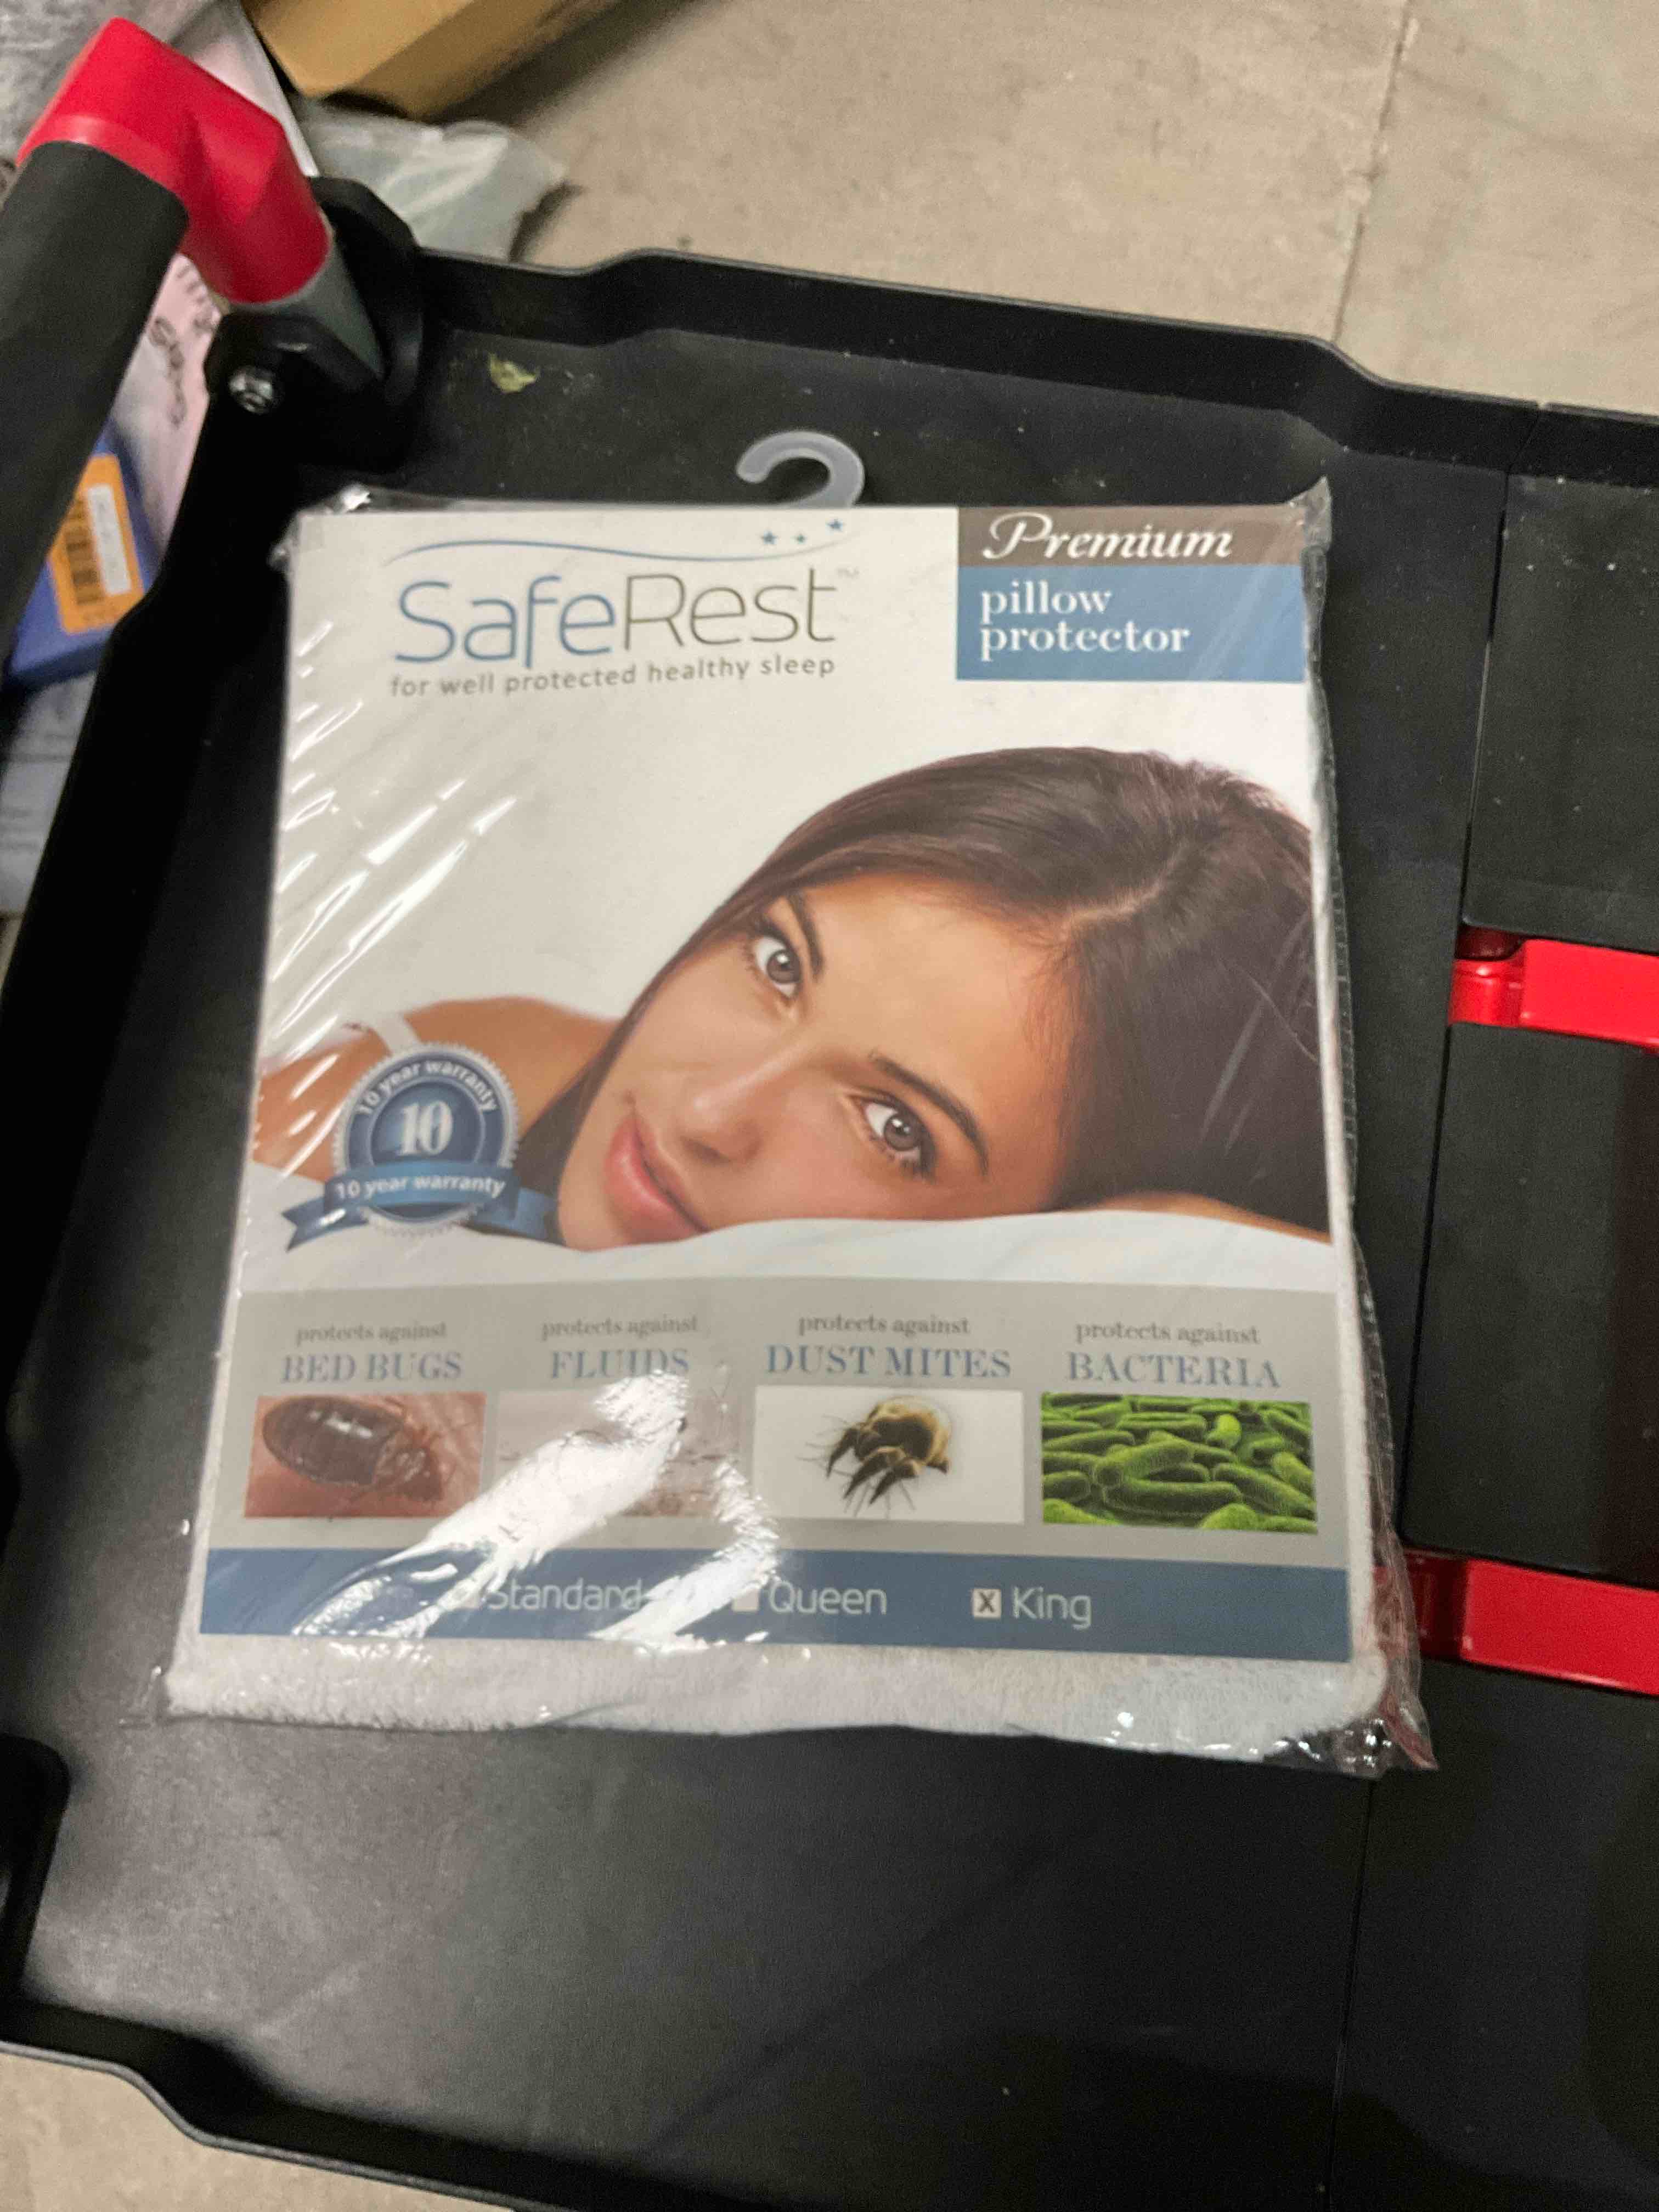 SafeRest™
for well protected healthy sleep
Premium
pillow
protector
10 year warranty
10
10 year warranty
protects against
BED BUGS
protects against
FLUIDS
protects against
DUST MITES
protects against
BACTERIA
Standard
Queen
X King